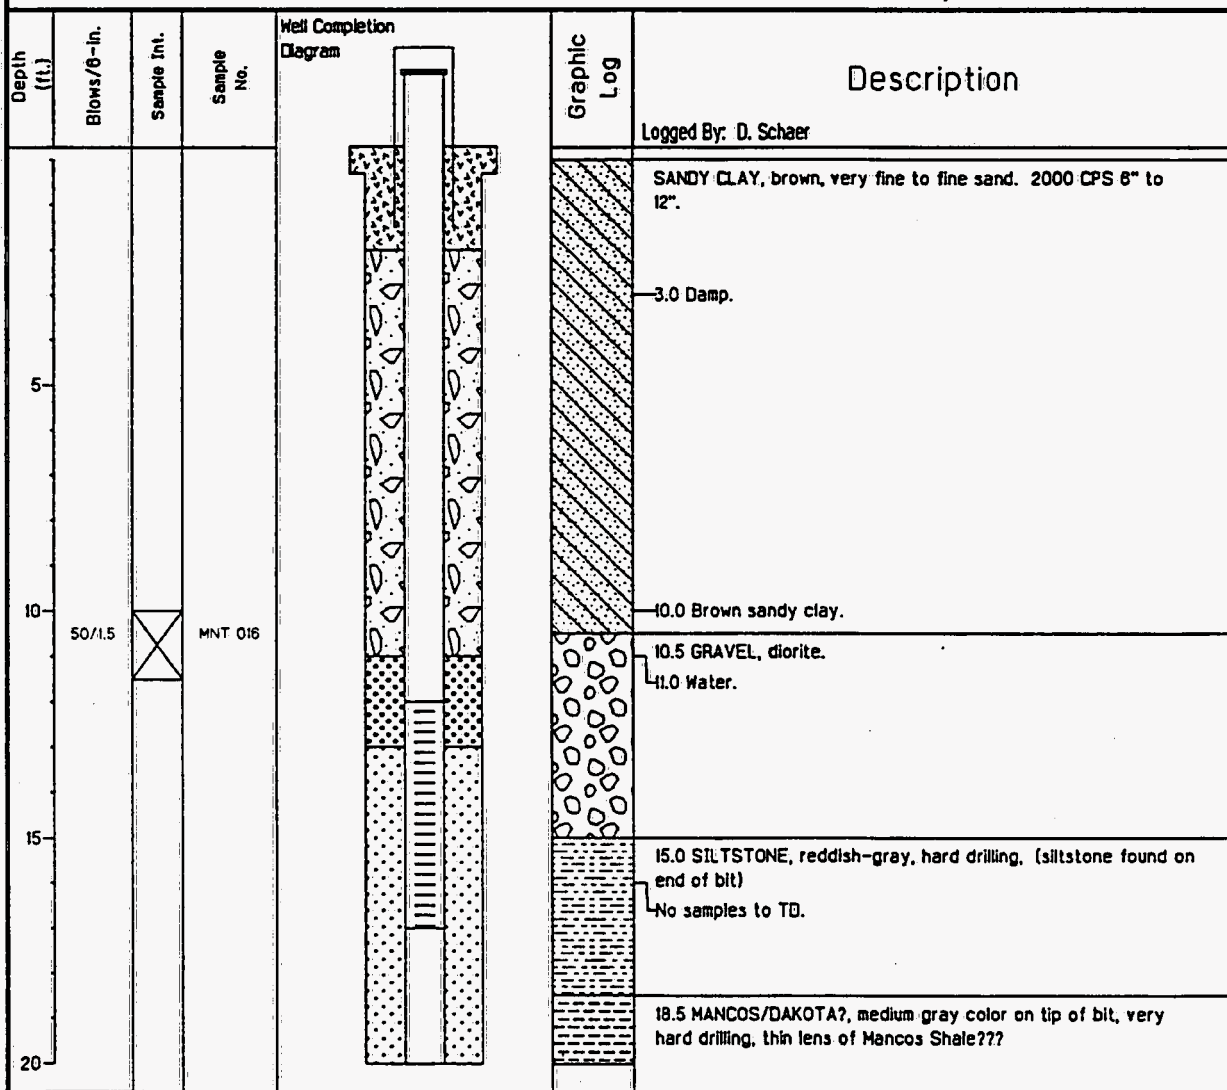 Depth (ft.)
Blows/6-in.
Sample Int.
Sample No.
Well Completion
Diagram
Graphic Log
Description
Logged By: D. Schaer
SANDY CLAY, brown, very fine to fine sand. 2000 CPS 6" to
12".
3.0 Damp.
5
10
50/1.5
MNT 016
10.0 Brown sandy clay.
10.5 GRAVEL, diorite.
11.0 Water.
15
15.0 SILTSTONE, reddish-gray, hard drilling, (siltstone found on
end of bit)
No samples to TD.
18.5 MANCOS/DAKOTA?, medium gray color on tip of bit, very
hard drilling, thin lens of Mancos Shale???
20